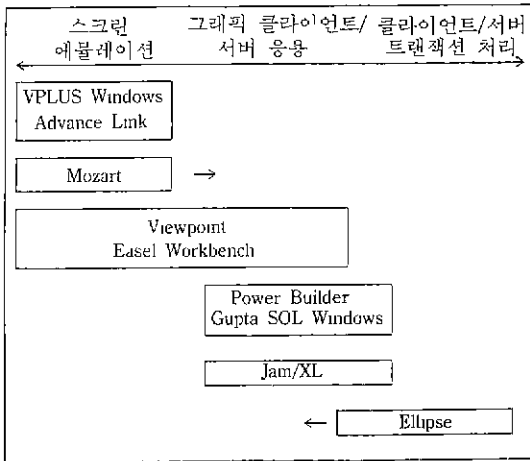 스크린 그래픽 클라이언트/ 클라이언트/서버
에뮬레이션 서버 응용 트랜잭션 처리
VPLUS Windows
Advance Link
Mozart →
Viewpoint
Easel Workbench
Power Builder
Gupta SOL Windows
Jam/XL
← Ellipse